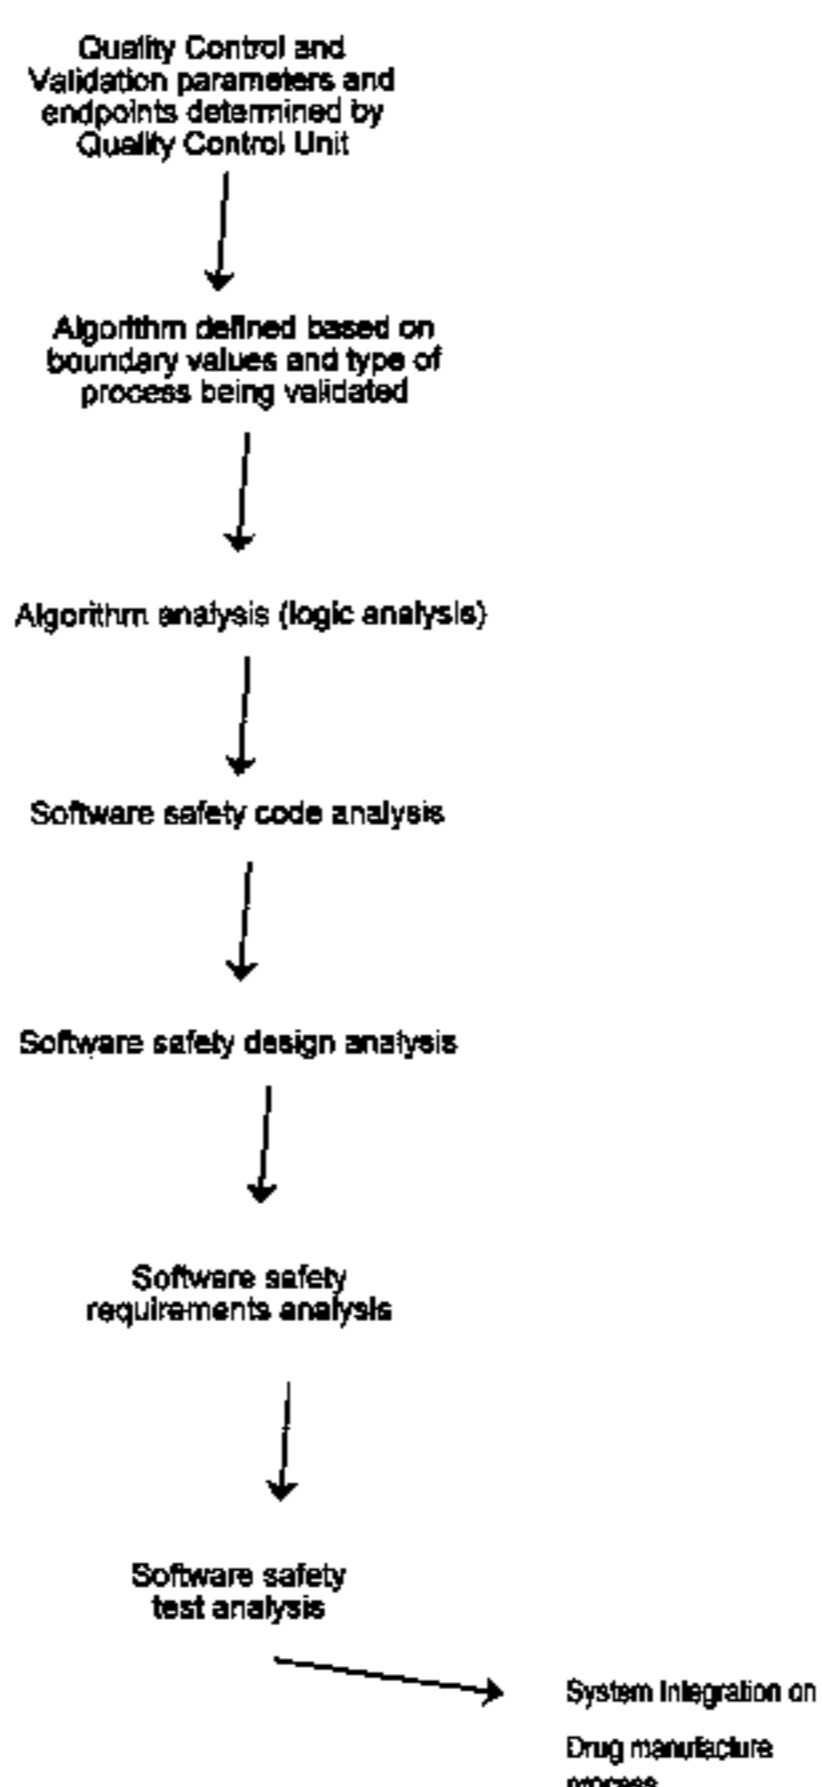 Quality Control and
Validation parameters and
endpoints determined by
Quality Control Unit
Algorithm defined based on
boundary values and type of
process being validated
Algorithm analysis (logic analysis)
Software safety code analysis
Software safety design analysis
Software safety
requirements analysis
Software safety
test analysis
System Integration on
Drug manufacture
process